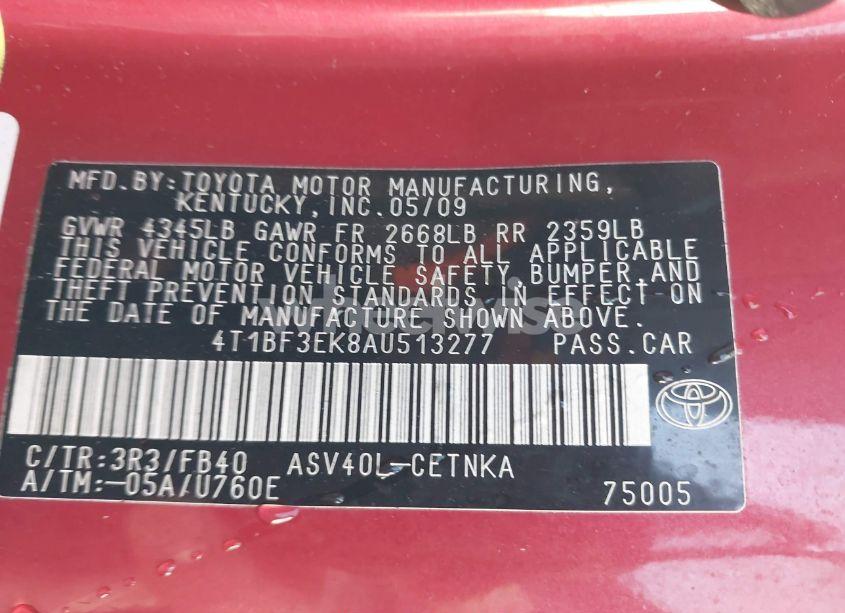 MFD.BY:TOYOTA MOTOR MANUFACTURING,
KENTUCKY,INC.05/09
GVWR 4345LB GAWR FR 2668LB RR 2359LB
THIS VEHICLE CONFORMS TO ALL APPLICABLE
FEDERAL MOTOR VEHICLE SAFETY,BUMPER,AND
THEFT PREVENTION STANDARDS IN EFFECT ON
THE DATE OF MANUFACTURE SHOWN ABOVE.
4T1BF3EK8AU513277 PASS.CAR
C/TR:3R3/FB40 ASV40L-CETNKA
A/TM:-05A/U760E 75005